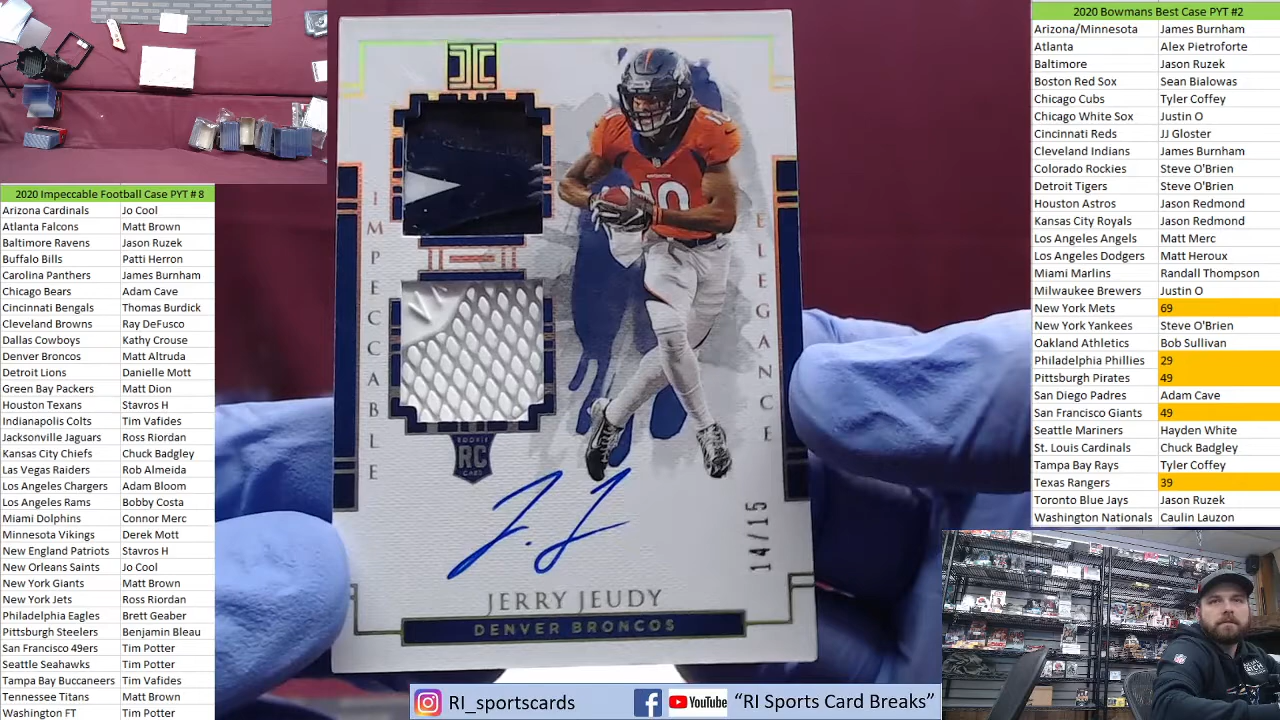 2020 Impeccable Football Case PYT # 8
Arizona Cardinals Jo Cool
Atlanta Falcons Matt Brown
Baltimore Ravens Jason Ruzek
Buffalo Bills Patti Herron
Carolina Panthers James Burnham
Chicago Bears Adam Cave
Cincinnati Bengals Thomas Burdick
Cleveland Browns Ray DeFusco
Dallas Cowboys Kathy Crouse
Denver Broncos Matt Altruda
Detroit Lions Danielle Mott
Green Bay Packers Matt Dion
Houston Texans Stavros H
Indianapolis Colts Tim Vafides
Jacksonville Jaguars Ross Riordan
Kansas City Chiefs Chuck Badgley
Las Vegas Raiders Rob Almeida
Los Angeles Chargers Adam Bloom
Los Angeles Rams Bobby Costa
Miami Dolphins Connor Merc
Minnesota Vikings Derek Mott
New England Patriots Stavros H
New Orleans Saints Jo Cool
New York Giants Matt Brown
New York Jets Ross Riordan
Philadelphia Eagles Brett Geaber
Pittsburgh Steelers Benjamin Bleau
San Francisco 49ers Tim Potter
Seattle Seahawks Tim Potter
Tampa Bay Buccaneers Tim Vafides
Tennessee Titans Matt Brown
Washington FT Tim Potter
IMPECCABLE
ELEGANCE
10
ROOKIE
RC
CARD
J. J
14/15
JERRY JEUDY
DENVER BRONCOS
2020 Bowmans Best Case PYT #2
Arizona/Minnesota James Burnham
Atlanta Alex Pietroforte
Baltimore Jason Ruzek
Boston Red Sox Sean Bialowas
Chicago Cubs Tyler Coffey
Chicago White Sox Justin O
Cincinnati Reds JJ Gloster
Cleveland Indians James Burnham
Colorado Rockies Steve O'Brien
Detroit Tigers Steve O'Brien
Houston Astros Jason Redmond
Kansas City Royals Jason Redmond
Los Angeles Angels Matt Merc
Los Angeles Dodgers Matt Heroux
Miami Marlins Randall Thompson
Milwaukee Brewers Justin O
New York Mets 69
New York Yankees Steve O'Brien
Oakland Athletics Bob Sullivan
Philadelphia Phillies 29
Pittsburgh Pirates 49
San Diego Padres Adam Cave
San Francisco Giants 49
Seattle Mariners Hayden White
St. Louis Cardinals Chuck Badgley
Tampa Bay Rays Tyler Coffey
Texas Rangers 39
Toronto Blue Jays Jason Ruzek
Washington Nationals Caulin Lauzon
RI_sportscards
YouTube
“RI Sports Card Breaks”